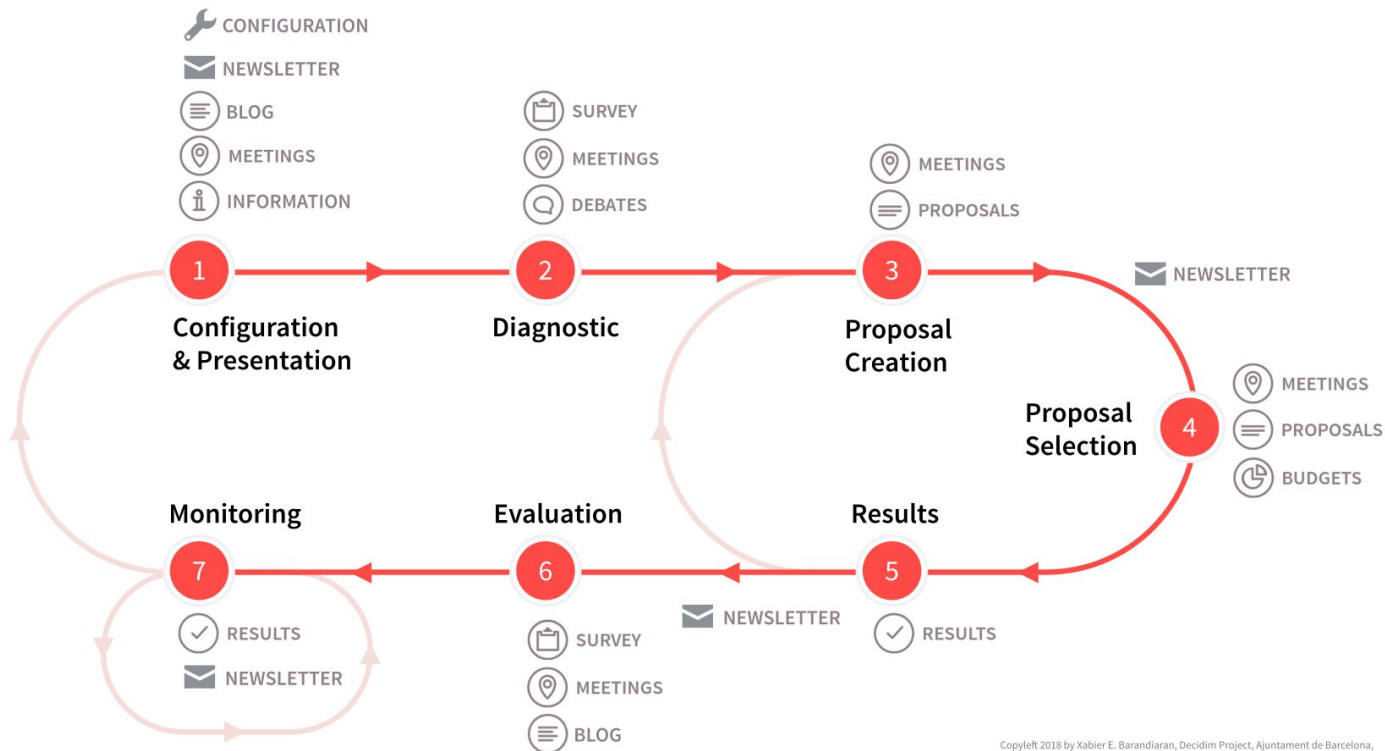 CONFIGURATION
NEWSLETTER
BLOG
MEETINGS
INFORMATION
1
Configuration
& Presentation
SURVEY
MEETINGS
DEBATES
2
Diagnostic
MEETINGS
PROPOSALS
3
Proposal
Creation
NEWSLETTER
Proposal
Selection
4
MEETINGS
PROPOSALS
BUDGETS
Results
5
RESULTS
NEWSLETTER
Evaluation
6
SURVEY
MEETINGS
BLOG
Monitoring
7
RESULTS
NEWSLETTER
Copyleft 2018 by Xabier E. Barandiaran, Decidim Project, Ajuntament de Barcelona,